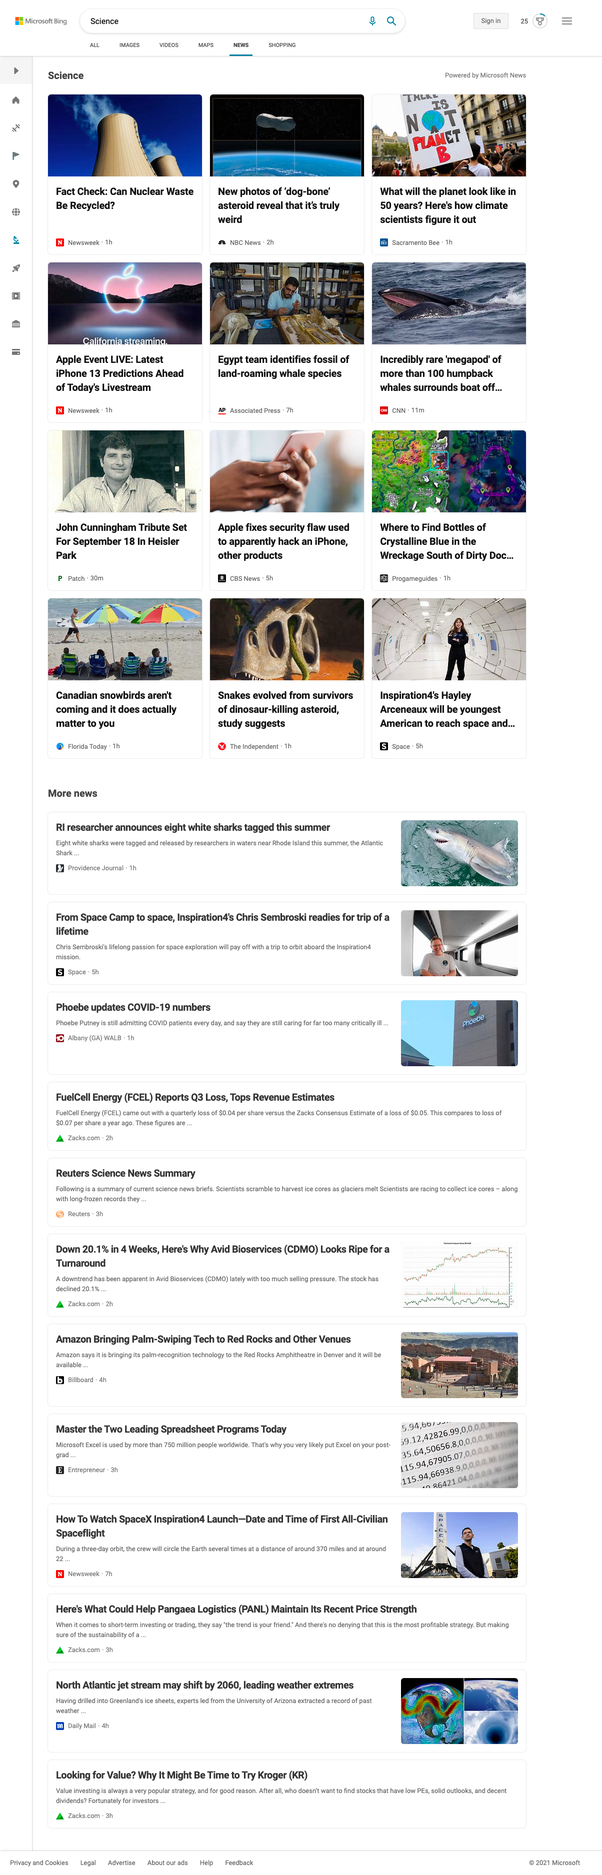 Microsoft Bing
Science
Sign in
25
ALL IMAGES VIDEOS MAPS NEWS SHOPPING
Science
Powered by Microsoft News
THERE IS
NOT
A
PLANET
B
Fact Check: Can Nuclear Waste
Be Recycled?
Newsweek · 1h
New photos of ‘dog-bone’
asteroid reveal that it’s truly
weird
NBC News · 2h
What will the planet look like in
50 years? Here's how climate
scientists figure it out
Sacramento Bee · 1h
California streaming.
Apple Event LIVE: Latest
iPhone 13 Predictions Ahead
of Today's Livestream
Newsweek · 1h
Egypt team identifies fossil of
land-roaming whale species
AP Associated Press · 7h
Incredibly rare 'megapod' of
more than 100 humpback
whales surrounds boat off...
CNN · 11m
John Cunningham Tribute Set
For September 18 In Heisler
Park
Patch · 30m
Apple fixes security flaw used
to apparently hack an iPhone,
other products
CBS News · 5h
Where to Find Bottles of
Crystalline Blue in the
Wreckage South of Dirty Doc...
Progameguides · 1h
Canadian snowbirds aren't
coming and it does actually
matter to you
Florida Today · 1h
Snakes evolved from survivors
of dinosaur-killing asteroid,
study suggests
The Independent · 1h
Inspiration4's Hayley
Arceneaux will be youngest
American to reach space and...
Space · 5h
More news
RI researcher announces eight white sharks tagged this summer
Eight white sharks were tagged and released by researchers in waters near Rhode Island this summer, the Atlantic
Shark ...
Providence Journal · 1h
From Space Camp to space, Inspiration4's Chris Sembroski readies for trip of a
lifetime
Chris Sembroski's lifelong passion for space exploration will pay off with a trip to orbit aboard the Inspiration4
mission.
Space · 5h
Phoebe updates COVID-19 numbers
Phoebe Putney is still admitting COVID patients every day, and say they are still caring for far too many critically ill ...
Albany (GA) WALB · 1h
phoebe
FuelCell Energy (FCEL) Reports Q3 Loss, Tops Revenue Estimates
FuelCell Energy (FCEL) came out with a quarterly loss of $0.04 per share versus the Zacks Consensus Estimate of a loss of $0.05. This compares to loss of
$0.07 per share a year ago. These figures are ...
Zacks.com · 2h
Reuters Science News Summary
Following is a summary of current science news briefs. Scientists scramble to harvest ice cores as glaciers melt Scientists are racing to collect ice cores – along
with long-frozen records they ...
Reuters · 3h
Down 20.1% in 4 Weeks, Here's Why Avid Bioservices (CDMO) Looks Ripe for a
Turnaround
A downtrend has been apparent in Avid Bioservices (CDMO) lately with too much selling pressure. The stock has
declined 20.1% ...
Zacks.com · 2h
Amazon Bringing Palm-Swiping Tech to Red Rocks and Other Venues
Amazon says it is bringing its palm-recognition technology to the Red Rocks Amphitheatre in Denver and it will be
available ...
Billboard · 4h
Master the Two Leading Spreadsheet Programs Today
Microsoft Excel is used by more than 750 million people worldwide. That's why you very likely put Excel on your post-
grad ...
Entrepreneur · 3h
How To Watch SpaceX Inspiration4 Launch—Date and Time of First All-Civilian
Spaceflight
During a three-day orbit, the crew will circle the Earth several times at a distance of around 370 miles and at around
22 ...
Newsweek · 7h
Here's What Could Help Pangaea Logistics (PANL) Maintain Its Recent Price Strength
When it comes to short-term investing or trading, they say "the trend is your friend." And there's no denying that this is the most profitable strategy. But making
sure of the sustainability of a ...
Zacks.com · 3h
North Atlantic jet stream may shift by 2060, leading weather extremes
Having drilled into Greenland's ice sheets, experts led from the University of Arizona extracted a record of past
weather ...
Daily Mail · 4h
Looking for Value? Why It Might Be Time to Try Kroger (KR)
Value investing is always a very popular strategy, and for good reason. After all, who doesn't want to find stocks that have low PEs, solid outlooks, and decent
dividends? Fortunately for investors ...
Zacks.com · 3h
Privacy and Cookies Legal Advertise About our ads Help Feedback © 2021 Microsoft